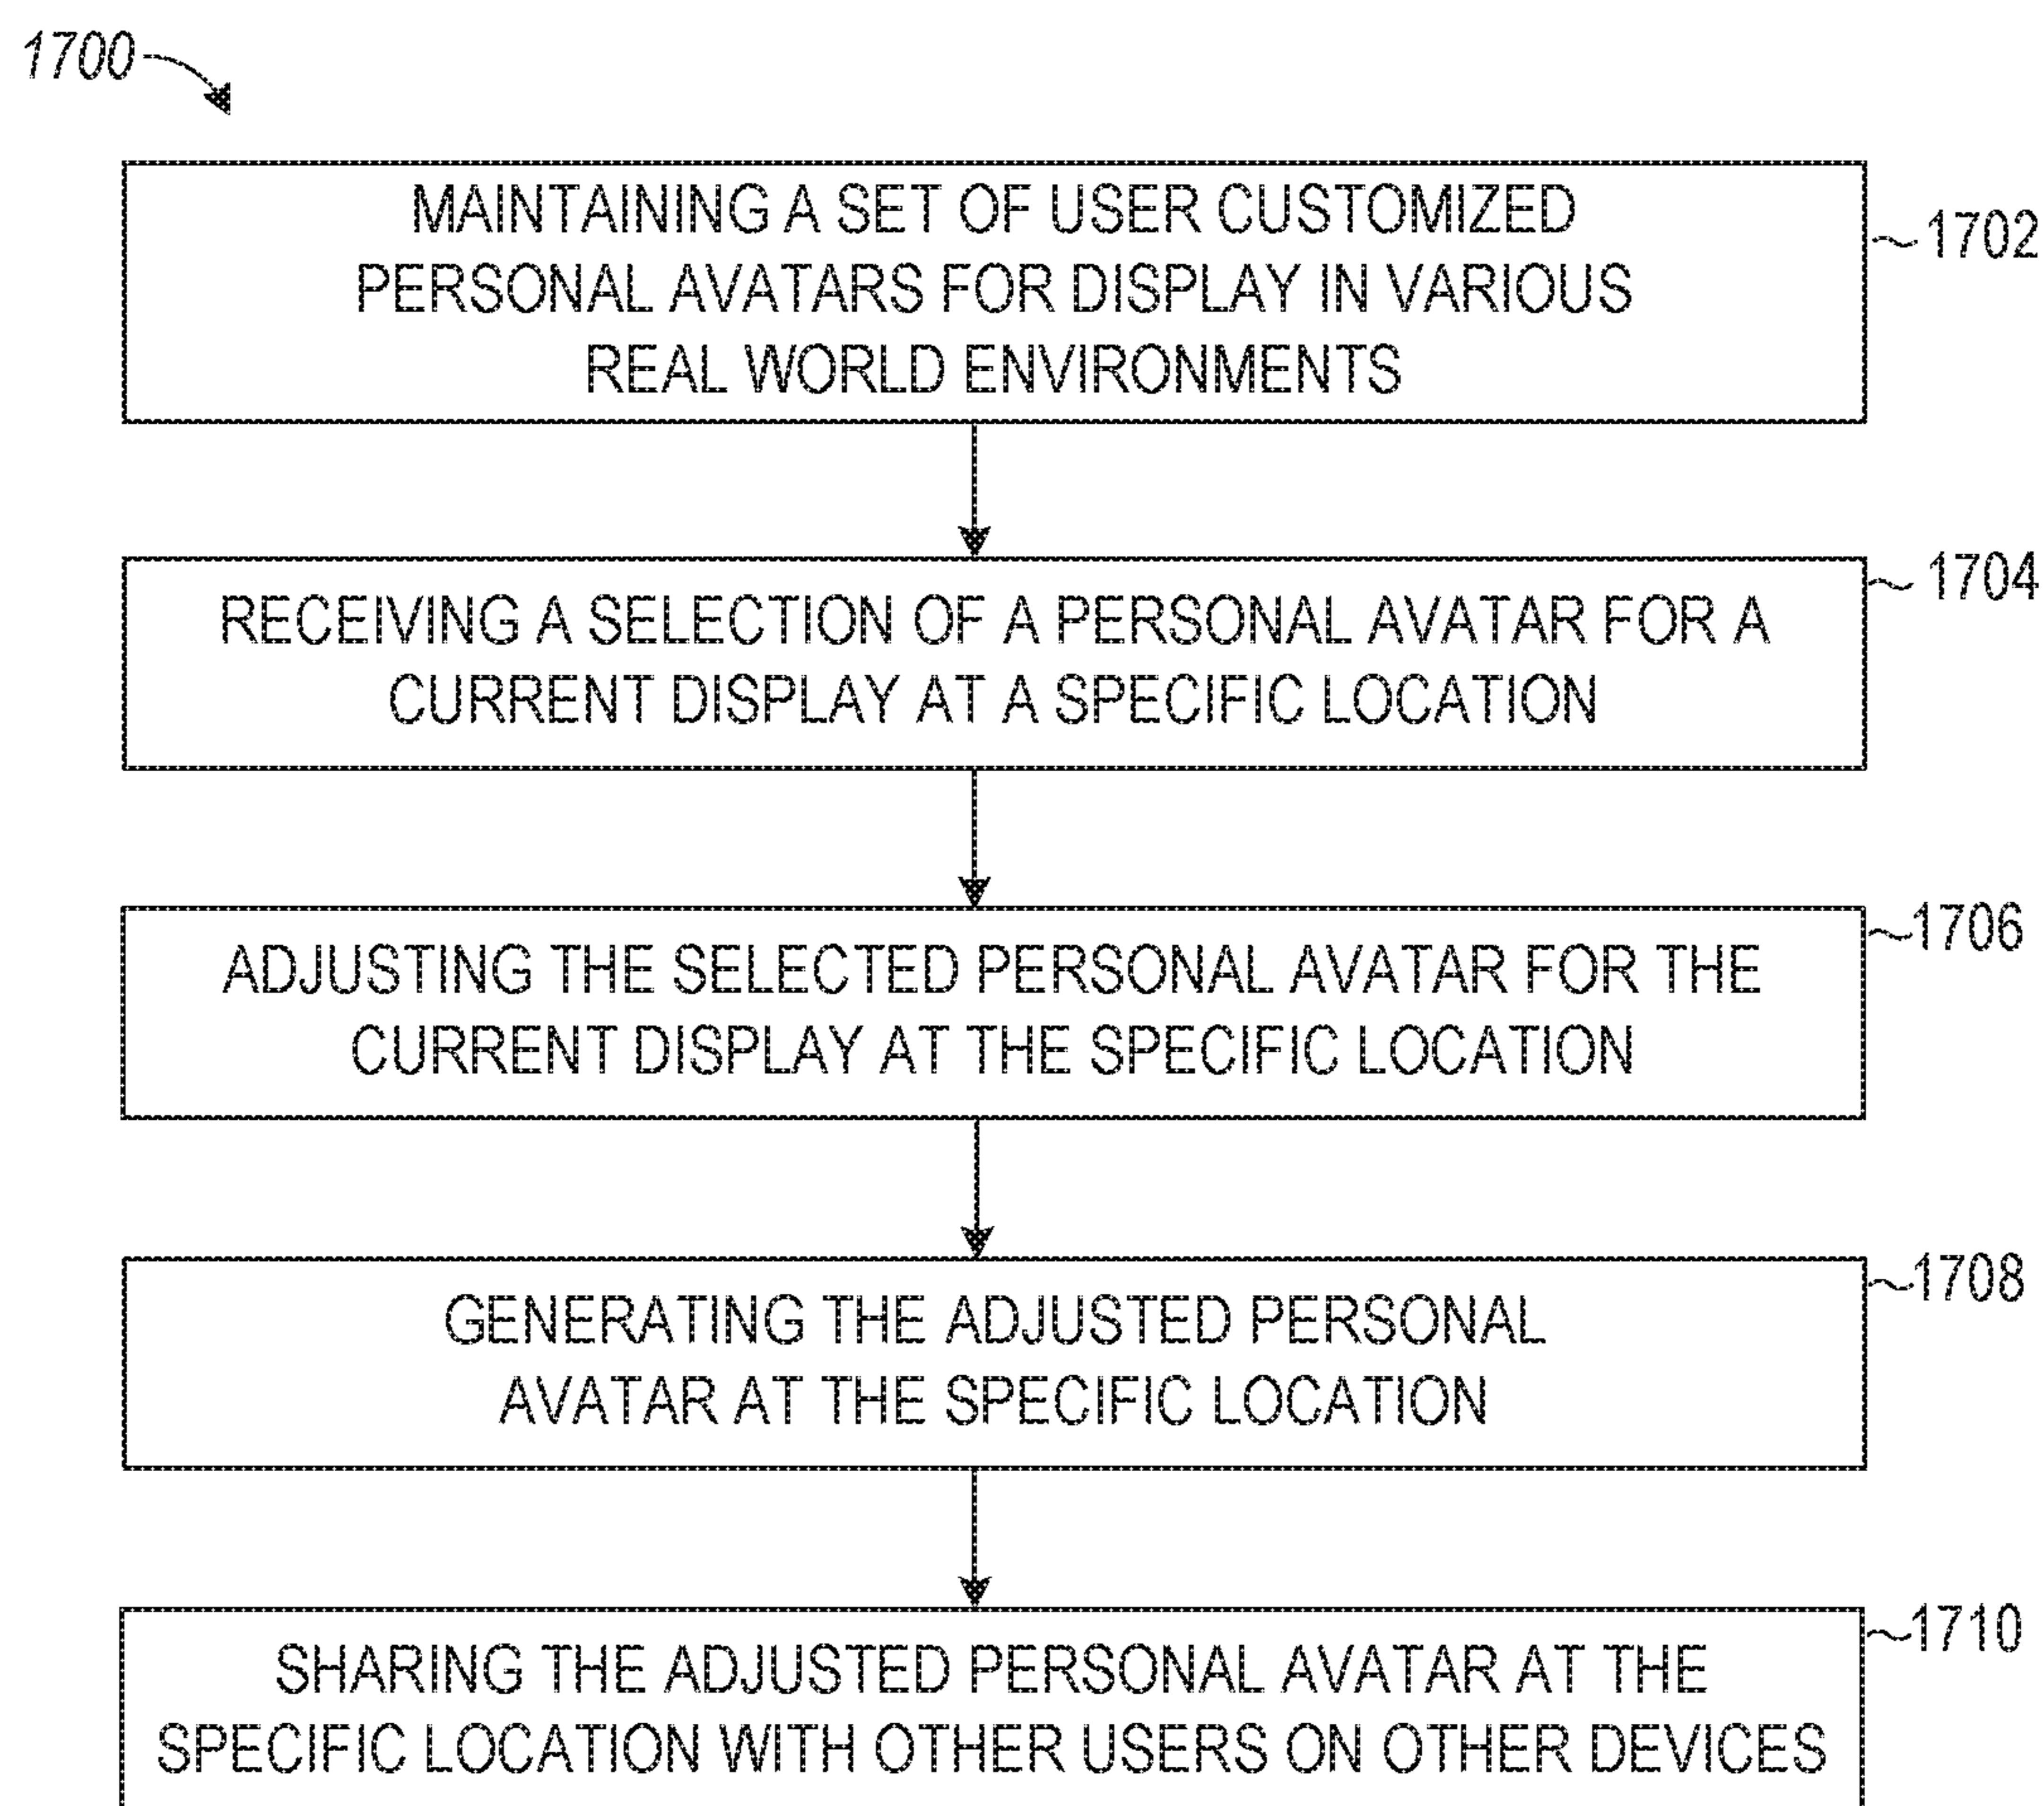 1700
MAINTAINING A SET OF USER CUSTOMIZED
PERSONAL AVATARS FOR DISPLAY IN VARIOUS
REAL WORLD ENVIRONMENTS
1702
RECEIVING A SELECTION OF A PERSONAL AVATAR FOR A
CURRENT DISPLAY AT A SPECIFIC LOCATION
1704
ADJUSTING THE SELECTED PERSONAL AVATAR FOR THE
CURRENT DISPLAY AT THE SPECIFIC LOCATION
1706
GENERATING THE ADJUSTED PERSONAL
AVATAR AT THE SPECIFIC LOCATION
1708
SHARING THE ADJUSTED PERSONAL AVATAR AT THE
SPECIFIC LOCATION WITH OTHER USERS ON OTHER DEVICES
1710